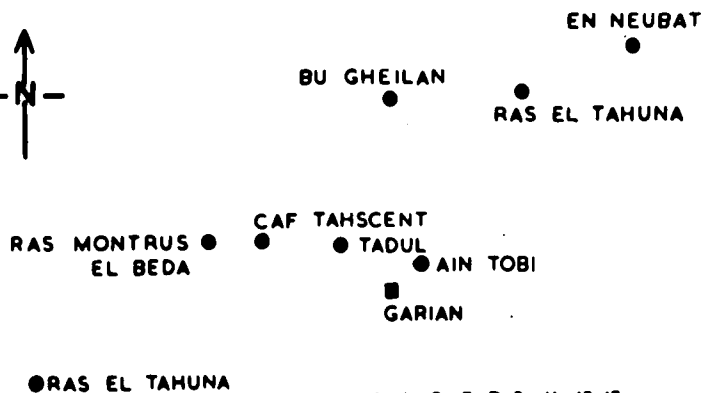 EN NEUBAT
N
BU GHEILAN
RAS EL TAHUNA
CAF TAHSCENT
RAS MONTRUS
TADUL
EL BEDA
AIN TOBI
GARIAN
RAS EL TAHUNA